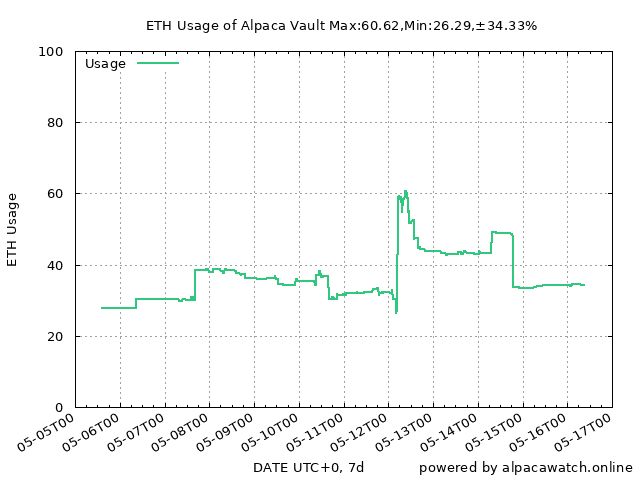 ETH Usage of Alpaca Vault Max:60.62,Min:26.29,±34.33%
Usage
100
80
60
40
20
0
ETH Usage
05-05T00
05-06T00
05-07T00
05-08T00
05-09T00
05-10T00
05-11T00
05-12T00
05-13T00
05-14T00
05-15T00
05-16T00
05-17T00
DATE UTC+0, 7d
powered by alpacawatch.online